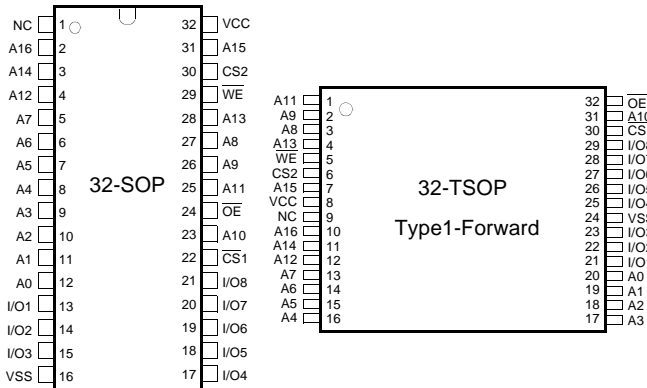 NC 1 32 VCC
A16 2 31 A15
A14 3 30 CS2
A12 4 29 WE
A7 5 28 A13
A6 6 27 A8
A5 7 26 A9
A4 8 32-SOP 25 A11
A3 9 24 OE
A2 10 23 A10
A1 11 22 CS1
A0 12 21 I/O8
I/O1 13 20 I/O7
I/O2 14 19 I/O6
I/O3 15 18 I/O5
VSS 16 17 I/O4
A11 1 32 OE
A9 2 31 A10
A8 3 30 CS
A13 4 29 I/O8
WE 5 28 I/O7
CS2 6 27 I/O6
A15 7 32-TSOP 26 I/O5
VCC 8 25 I/O4
NC 9 Type1-Forward 24 VSS
A16 10 23 I/O3
A14 11 22 I/O2
A12 12 21 I/O
A7 13 20 A0
A6 14 19 A1
A5 15 18 A2
A4 16 17 A3